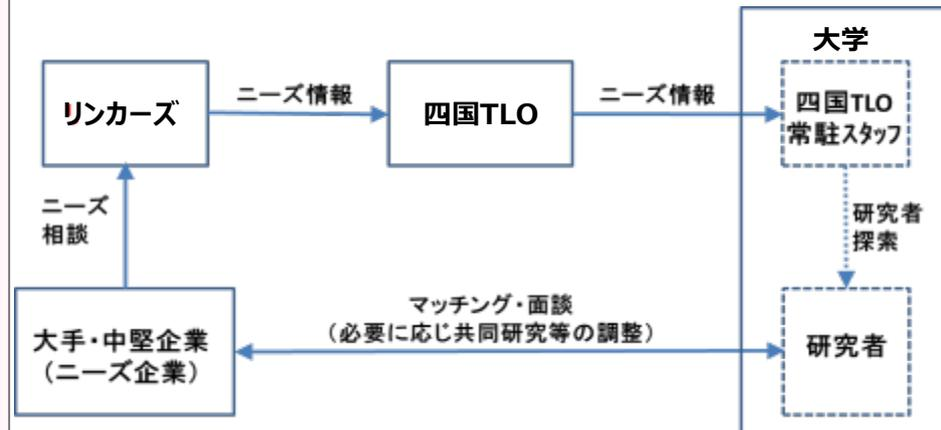 大学
リンカーズ
ニーズ情報
四国TLO
ニーズ情報
四国TLO
常駐スタッフ
ニーズ
相談
研究者
探索
大手・中堅企業
(ニーズ企業)
マッチング・面談
(必要に応じ共同研究等の調整)
研究者